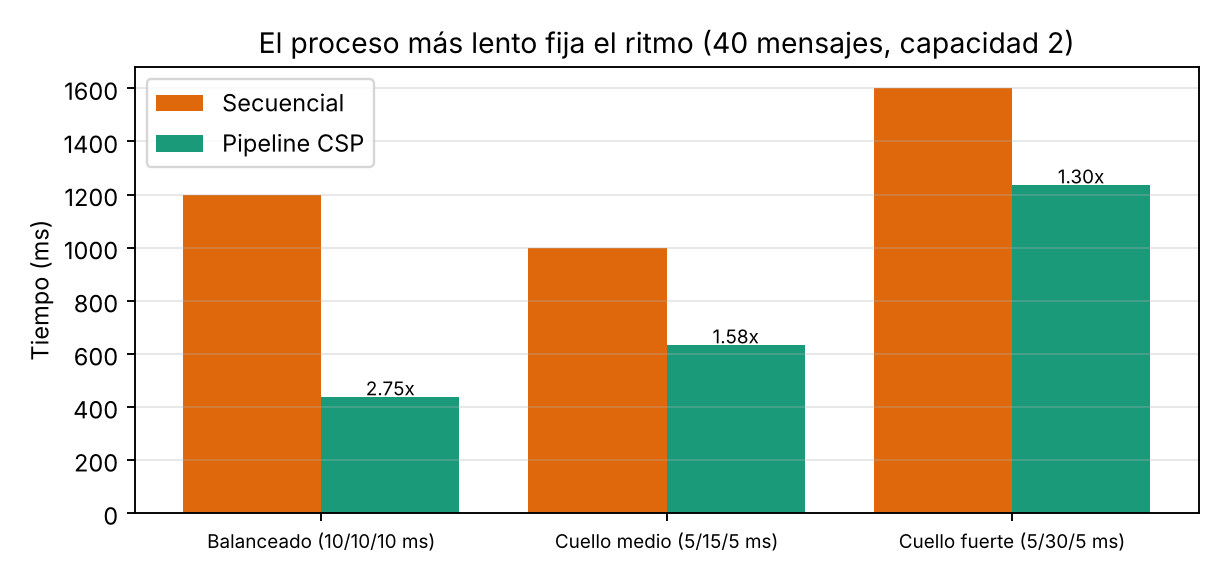 El proceso más lento fija el ritmo (40 mensajes, capacidad 2)
Secuencial
Pipeline CSP
Tiempo (ms)
1600
1400
1200
1000
800
600
400
200
0
2.75x
1.58x
1.30x
Balanceado (10/10/10 ms)
Cuello medio (5/15/5 ms)
Cuello fuerte (5/30/5 ms)